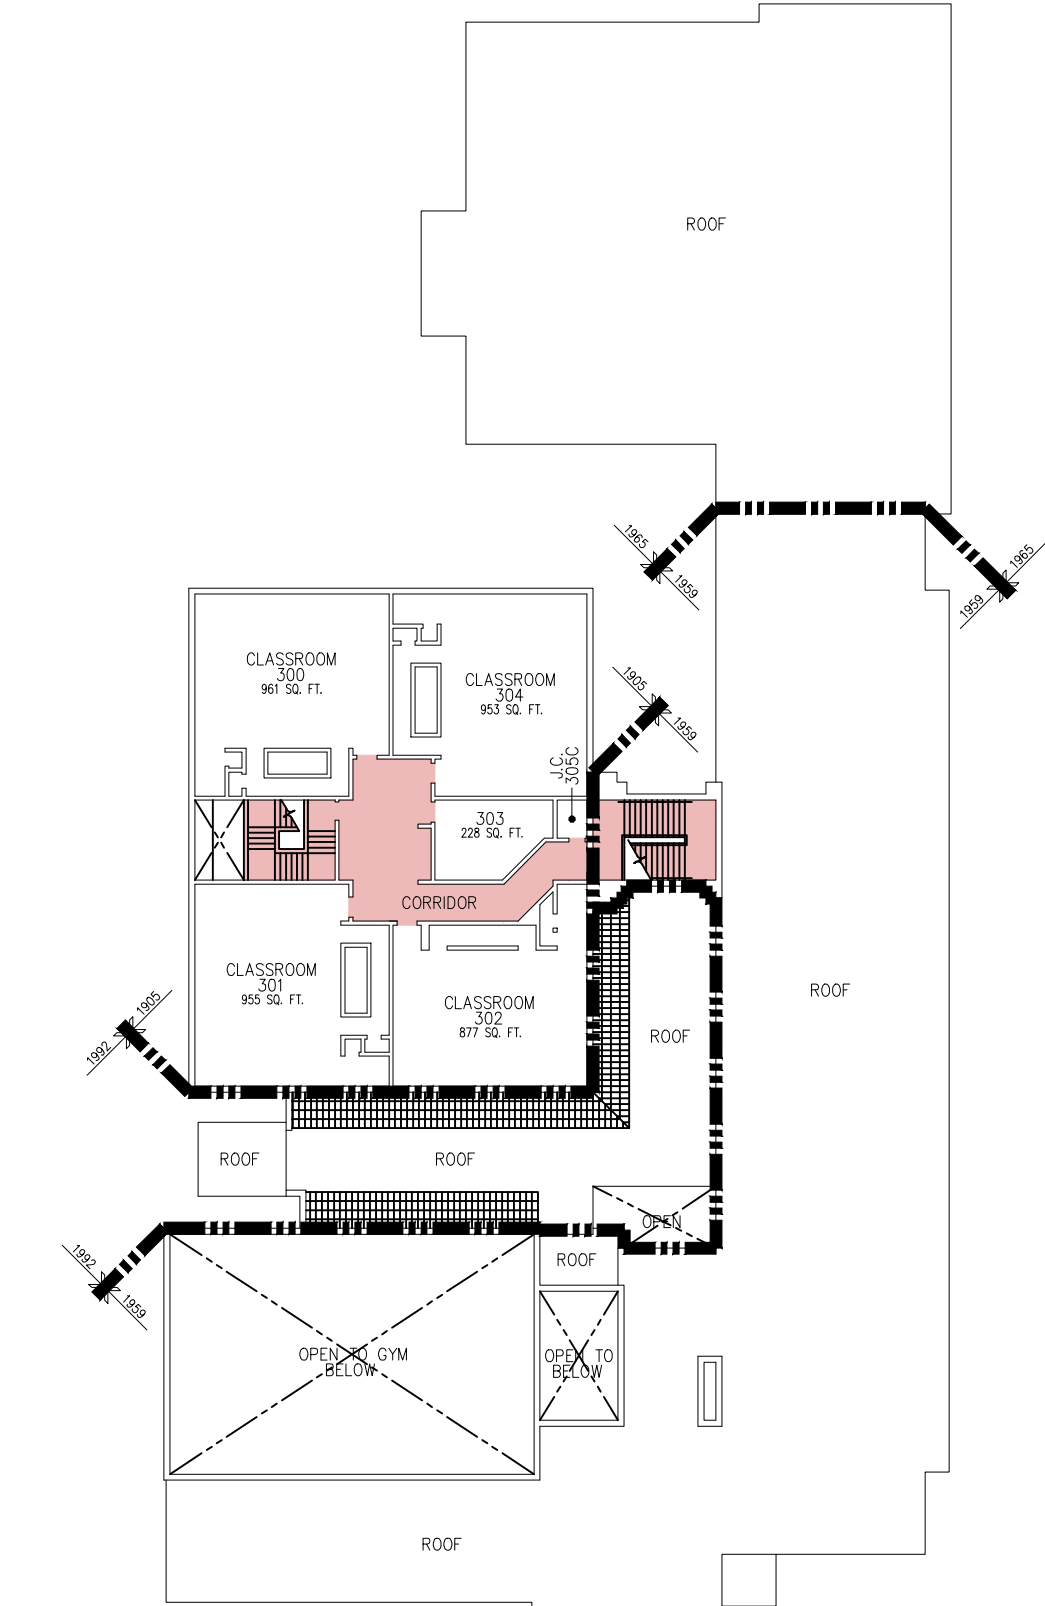 ROOF
1965
1959
1965
1959
CLASSROOM
300
961 SQ. FT.
CLASSROOM
304
953 SQ. FT.
1905
1959
J.C.
305C
303
228 SQ. FT.
CORRIDOR
CLASSROOM
301
955 SQ. FT.
CLASSROOM
302
877 SQ. FT.
ROOF
ROOF
1905
1992
ROOF
ROOF
OPEN
1992
1959
ROOF
OPEN TO GYM
BELOW
OPEN TO
BELOW
ROOF